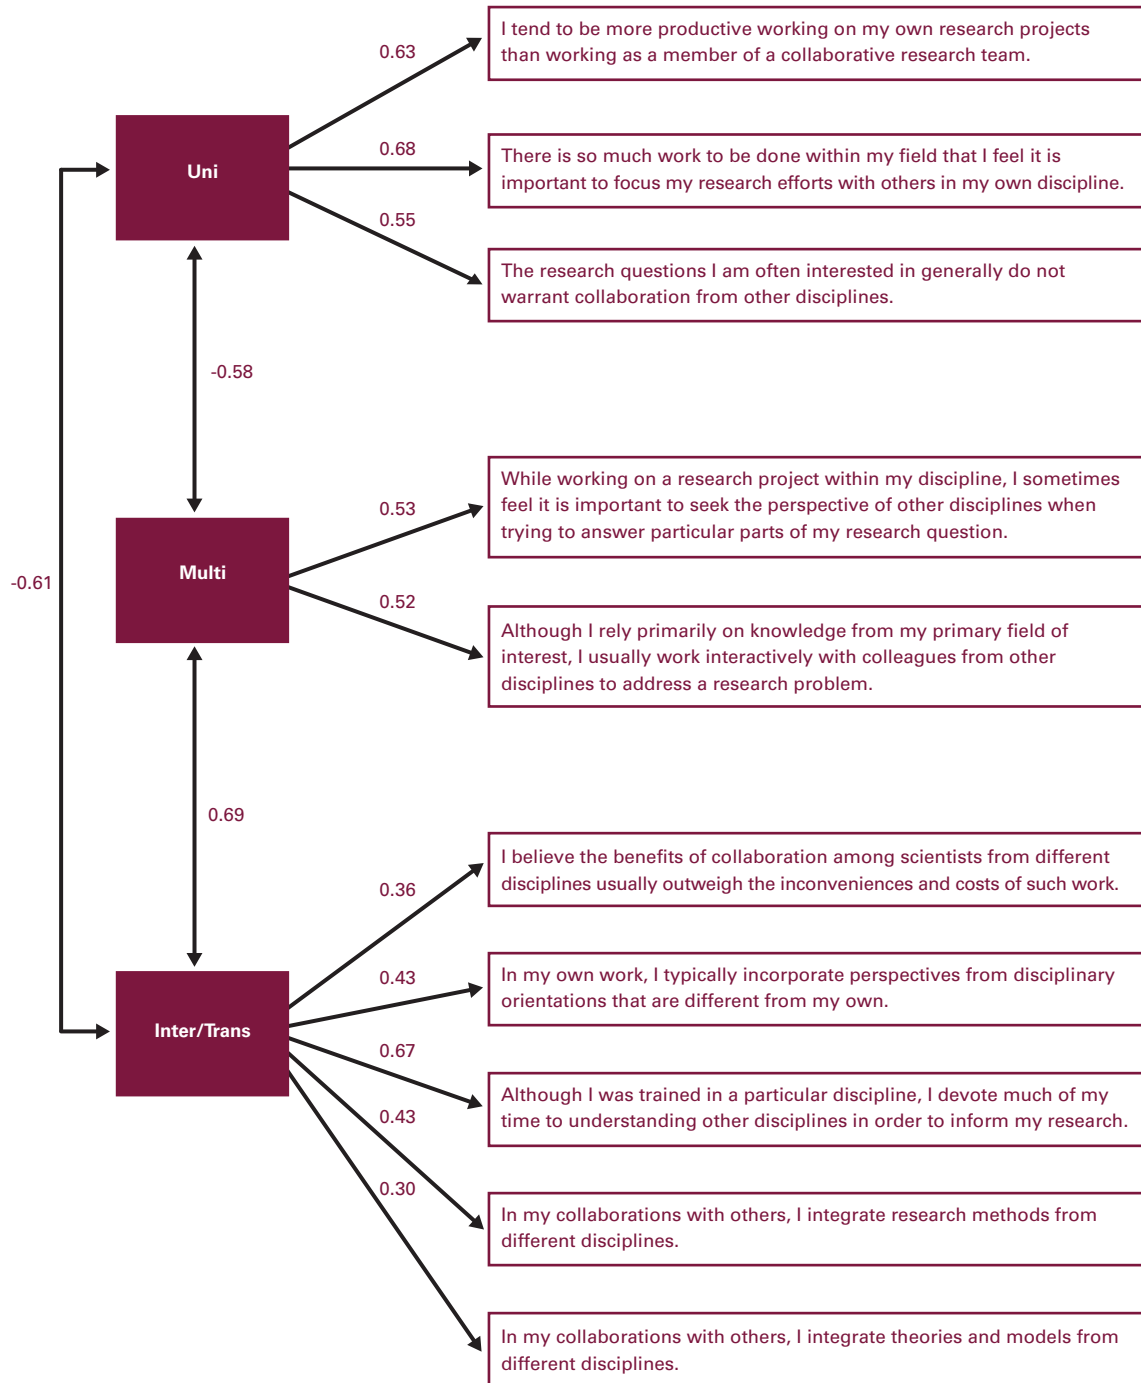 I tend to be more productive working on my own research projects
than working as a member of a collaborative research team.
0.63
Uni
0.68
There is so much work to be done within my field that I feel it is
important to focus my research efforts with others in my own discipline.
0.55
The research questions I am often interested in generally do not
warrant collaboration from other disciplines.
-0.58
While working on a research project within my discipline, I sometimes
feel it is important to seek the perspective of other disciplines when
trying to answer particular parts of my research question.
0.53
Multi
-0.61
0.52
Although I rely primarily on knowledge from my primary field of
interest, I usually work interactively with colleagues from other
disciplines to address a research problem.
0.69
I believe the benefits of collaboration among scientists from different
disciplines usually outweigh the inconveniences and costs of such work.
0.36
0.43
In my own work, I typically incorporate perspectives from disciplinary
orientations that are different from my own.
Inter/Trans
0.67
Although I was trained in a particular discipline, I devote much of my
time to understanding other disciplines in order to inform my research.
0.43
0.30
In my collaborations with others, I integrate research methods from
different disciplines.
In my collaborations with others, I integrate theories and models from
different disciplines.